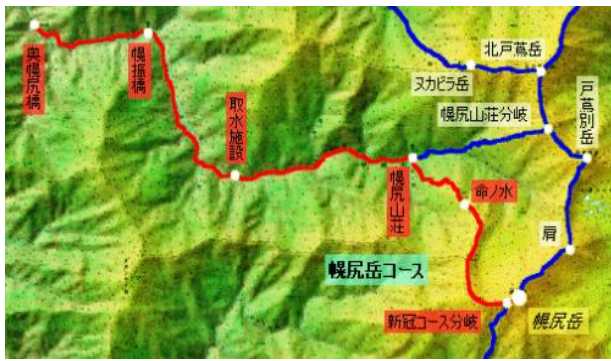 奥幌尻橋
幌振橋
取水施設
北戸蔦岳
ヌカビラ岳
幌尻山荘分岐
戸蔦別岳
幌尻山荘
命ノ水
肩
幌尻岳コース
新冠コース分岐
幌尻岳